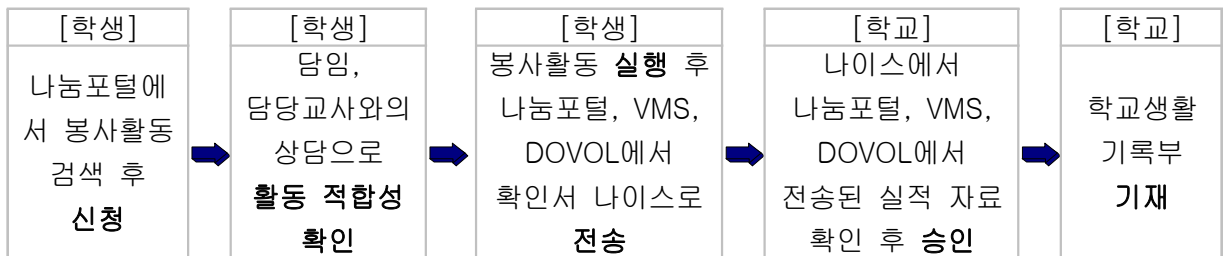 [학생]
나눔포털에
서 봉사활동
검색 후
신청
[학생]
담임,
담당교사와의
상담으로
활동 적합성
확인
[학생]
봉사활동 실행 후
나눔포털, VMS,
DOVOL에서
확인서 나이스로
전송
[학교]
나이스에서
나눔포털, VMS,
DOVOL에서
전송된 실적 자료
확인 후 승인
[학교]
학교생활
기록부
기재